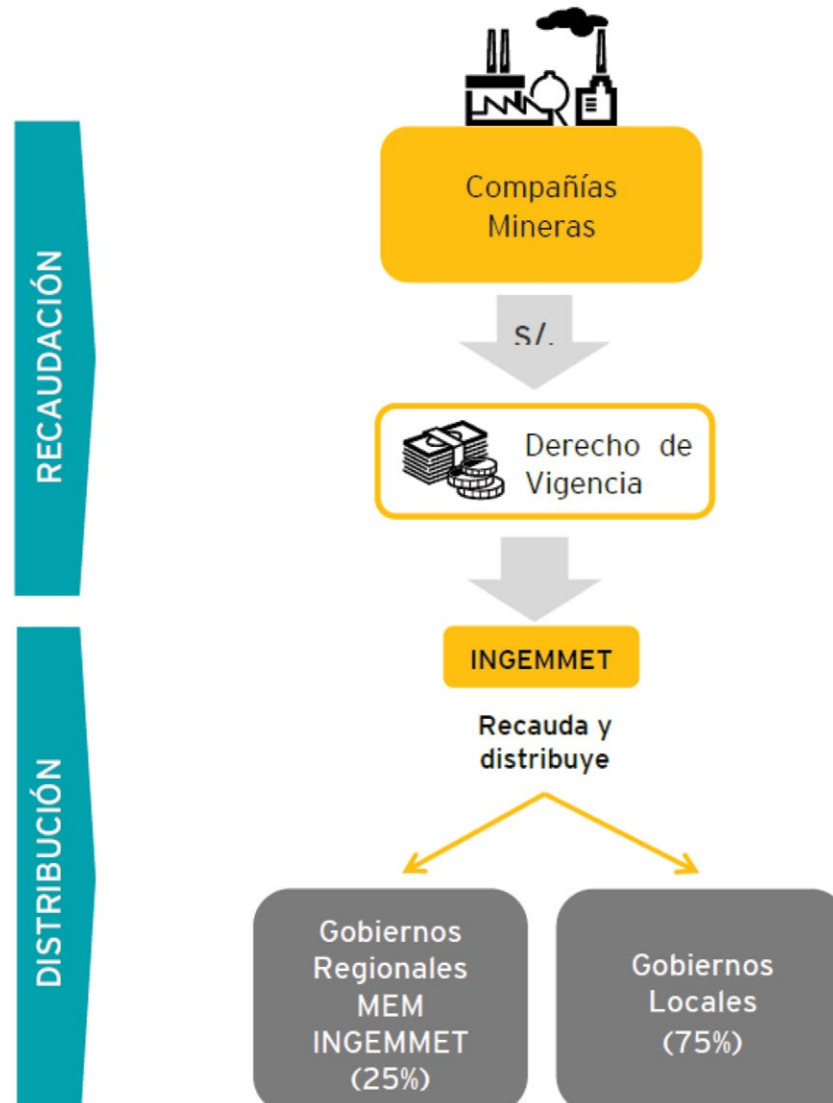 Compañías
Mineras
RECAUDACIÓN
S/.
Derecho de
Vigencia
INGEMMET
Recauda y
distribuye
DISTRIBUCIÓN
Gobiernos
Regionales
MEM
INGEMMET
(25%)
Gobiernos
Locales
(75%)